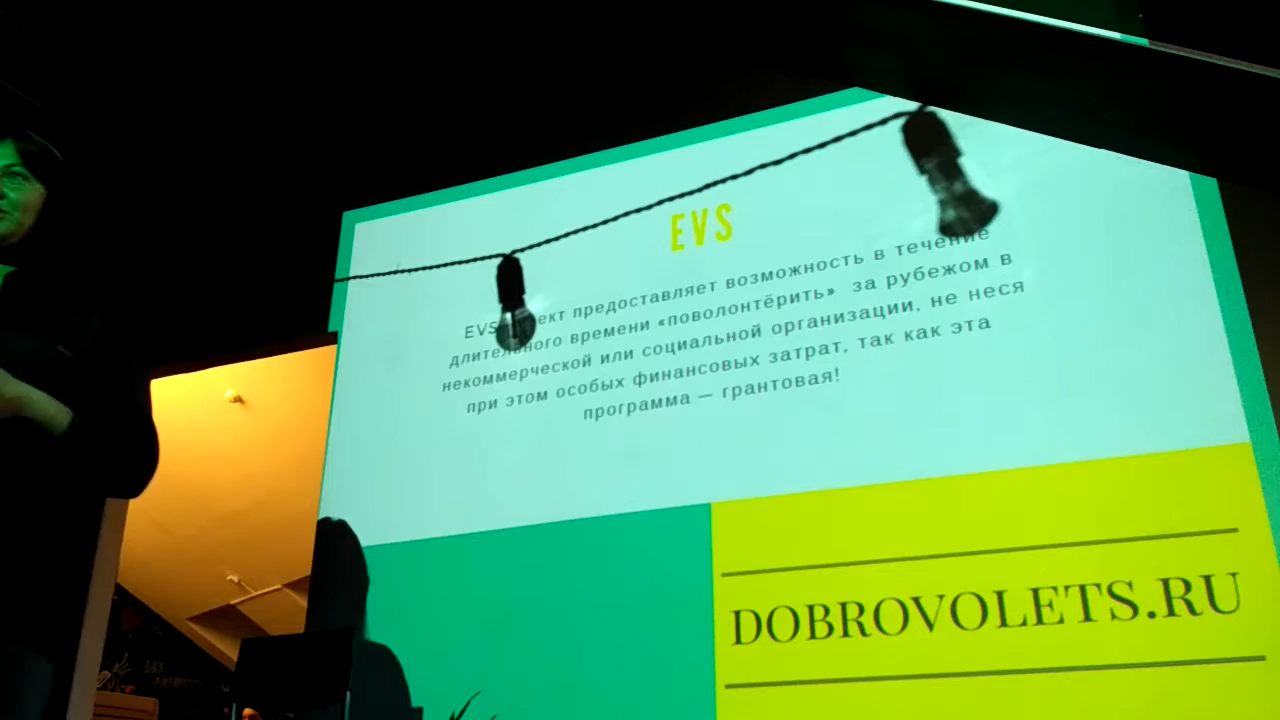 EVS
EVS предоставляет возможность в течение
длительного времени «поволонтёрить» за рубежом в
некоммерческой или социальной организации, не неся
при этом особых финансовых затрат, так как эта
программа — грантовая!
DOBROVOLETS.RU